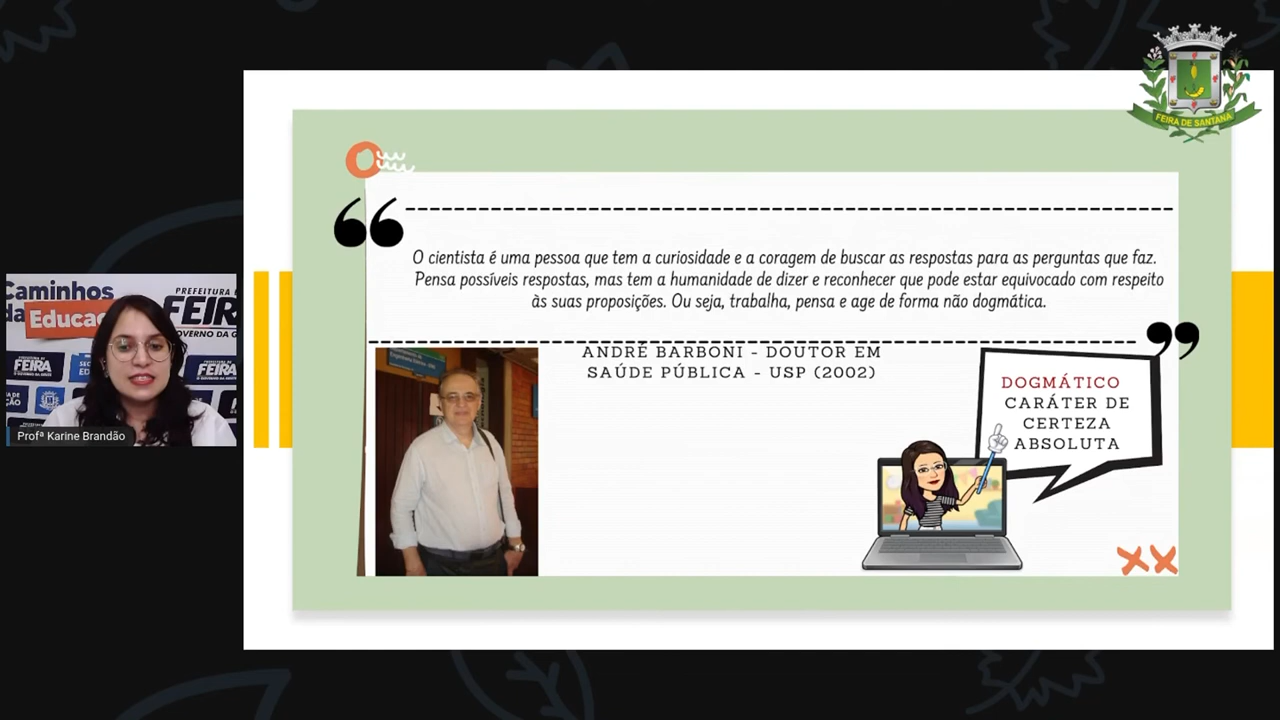 FEIRA DE SANTANA
O cientista é uma pessoa que tem a curiosidade e a coragem de buscar as respostas para as perguntas que faz.
Pensa possíveis respostas, mas tem a humanidade de dizer e reconhecer que pode estar equivocado com respeito
às suas proposições. Ou seja, trabalha, pensa e age de forma não dogmática.
ANDRÉ BARBONI - DOUTOR EM
SAÚDE PÚBLICA - USP (2002)
DOGMÁTICO
CARÁTER DE
CERTEZA
ABSOLUTA
Caminhos
da Educaç
PREFEITURA D
FEIR
FEIRA
FEIRA
Profª Karine Brandão